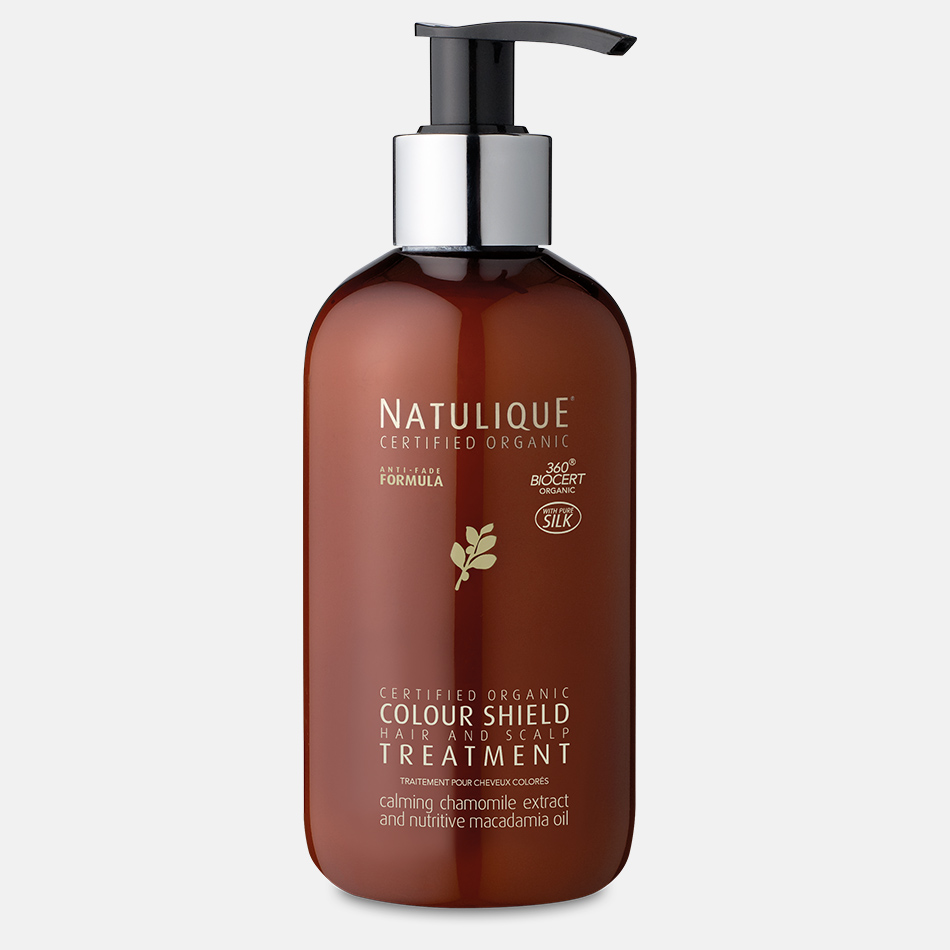 NATULIQUE®
CERTIFIED ORGANIC
ANTI-FADE
FORMULA
360®
BIOCERT
ORGANIC
WITH PURE
SILK
CERTIFIED ORGANIC
COLOUR SHIELD
HAIR AND SCALP
TREATMENT
TRAITEMENT POUR CHEVEUX COLORÉS
calming chamomile extract
and nutritive macadamia oil